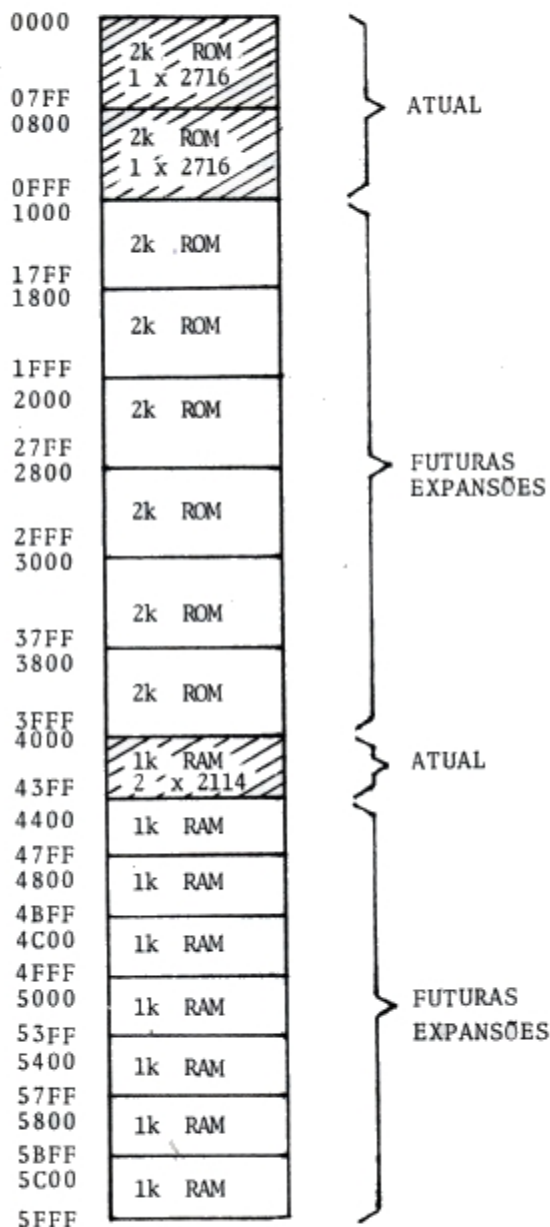 0000
2k ROM
1 x 2716
07FF
ATUAL
0800
2k ROM
1 x 2716
0FFF
1000
2k ROM
17FF
1800
2k ROM
1FFF
2000
2k ROM
27FF
FUTURAS
EXPANSÕES
2800
2k ROM
2FFF
3000
2k ROM
37FF
3800
2k ROM
3FFF
4000
1k RAM
2 x 2114
ATUAL
43FF
4400
1k RAM
47FF
4800
1k RAM
4BFF
4C00
1k RAM
4FFF
5000
1k RAM
FUTURAS
EXPANSÕES
53FF
5400
1k RAM
57FF
5800
1k RAM
5BFF
5C00
1k RAM
5FFF